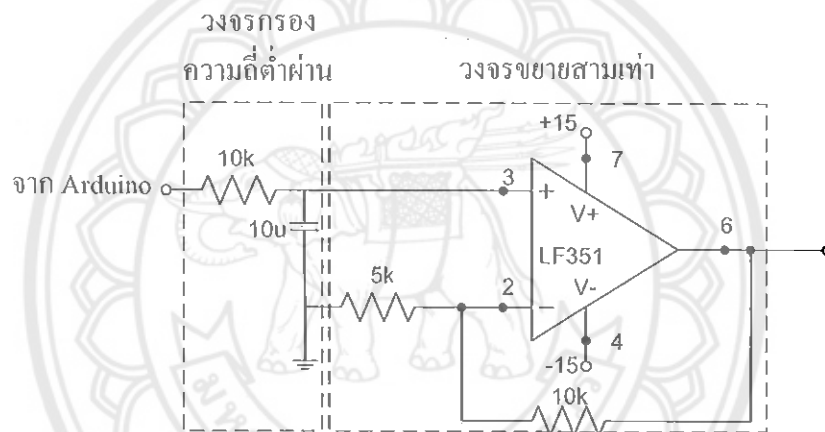 วงจรกรอง
ความถี่ต่ำผ่าน
วงจรขยายสามเท่า
+15
7
10k
จาก Arduino
3
+
V+
6
10u
LF351
5k
2
−
V-
4
-15
10k